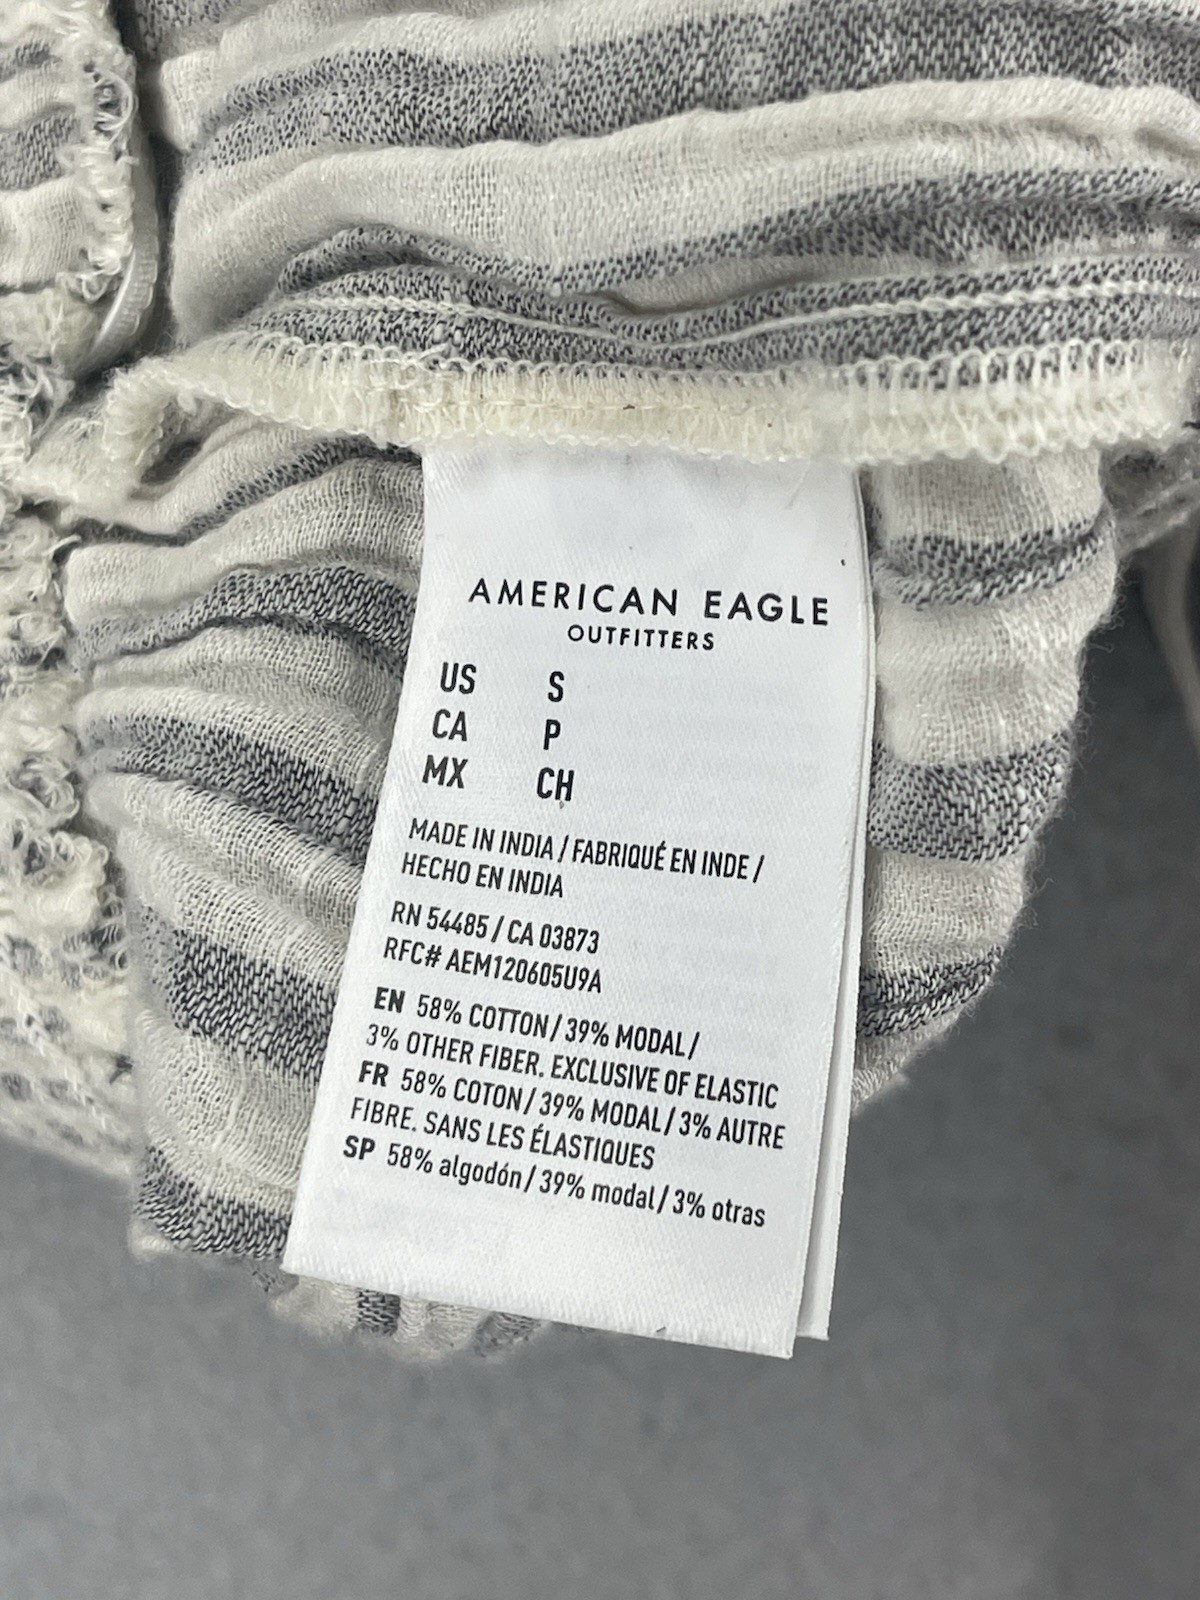 AMERICAN EAGLE
OUTFITTERS
US S
CA P
MX CH
MADE IN INDIA / FABRIQUÉ EN INDE /
HECHO EN INDIA
RN 54485 / CA 03873
RFC# AEM120605U9A
EN 58% COTTON / 39% MODAL /
3% OTHER FIBER. EXCLUSIVE OF ELASTIC
FR 58% COTON / 39% MODAL / 3% AUTRE
FIBRE. SANS LES ÉLASTIQUES
SP 58% algodón / 39% modal / 3% otras